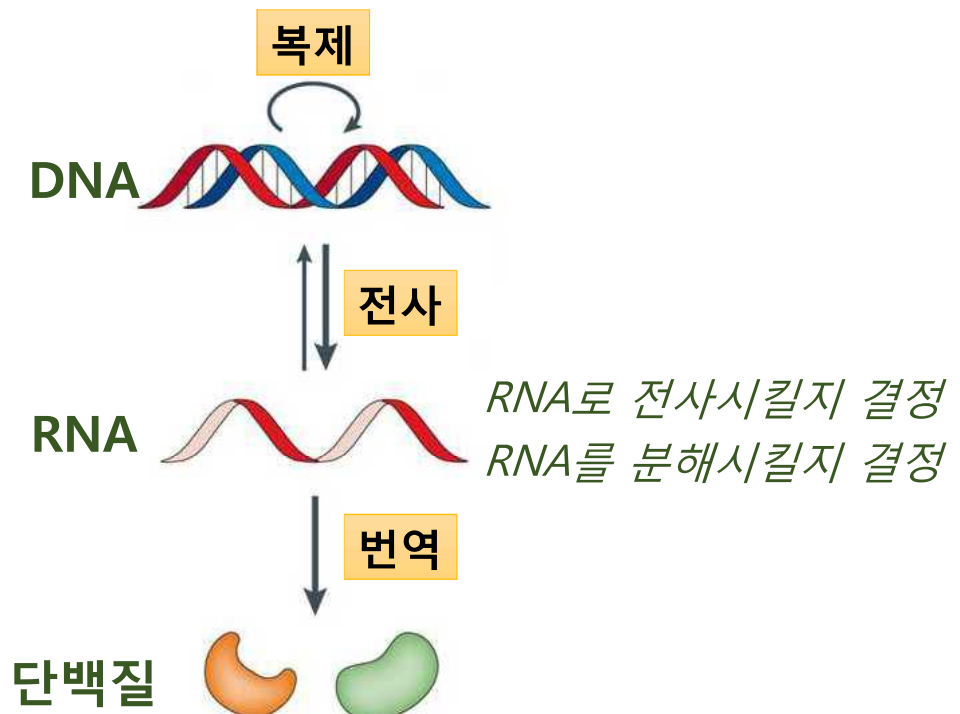 복제
DNA
전사
RNA
RNA로 전사시킬지 결정
RNA를 분해시킬지 결정
번역
단백질